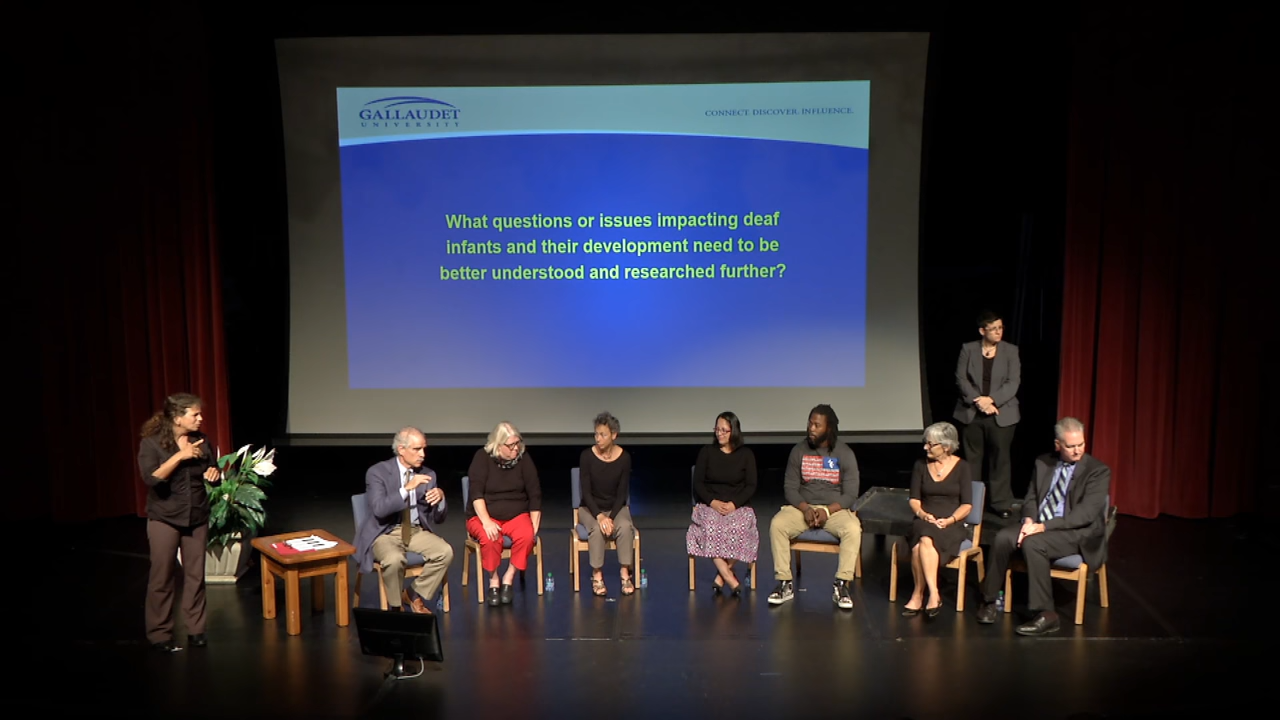 GALLAUDET
UNIVERSITY
CONNECT. DISCOVER. INFLUENCE.
What questions or issues impacting deaf
infants and their development need to be
better understood and researched further?